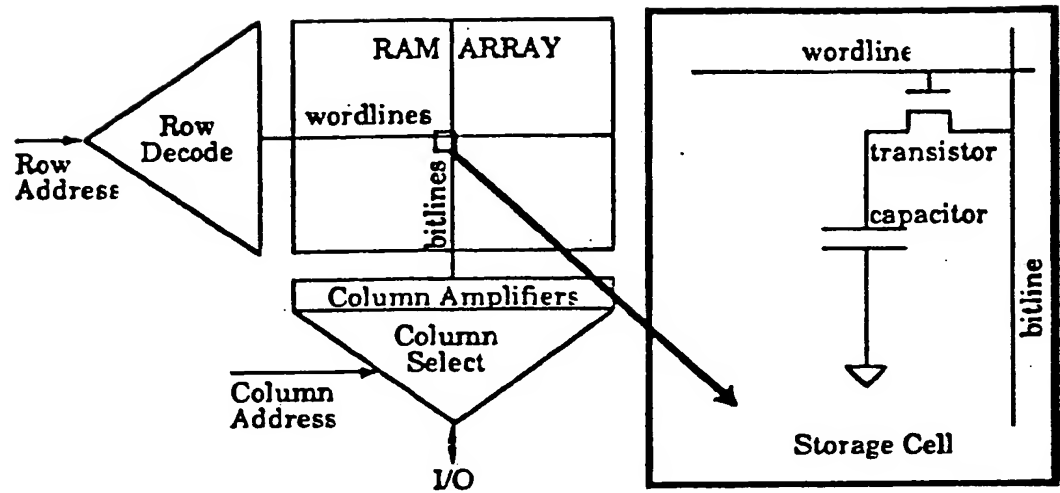 RAM ARRAY
wordlines
Row
Decode
Row
Address
bitlines
Column Amplifiers
Column
Select
Column
Address
I/O
wordline
transistor
capacitor
bitline
Storage Cell